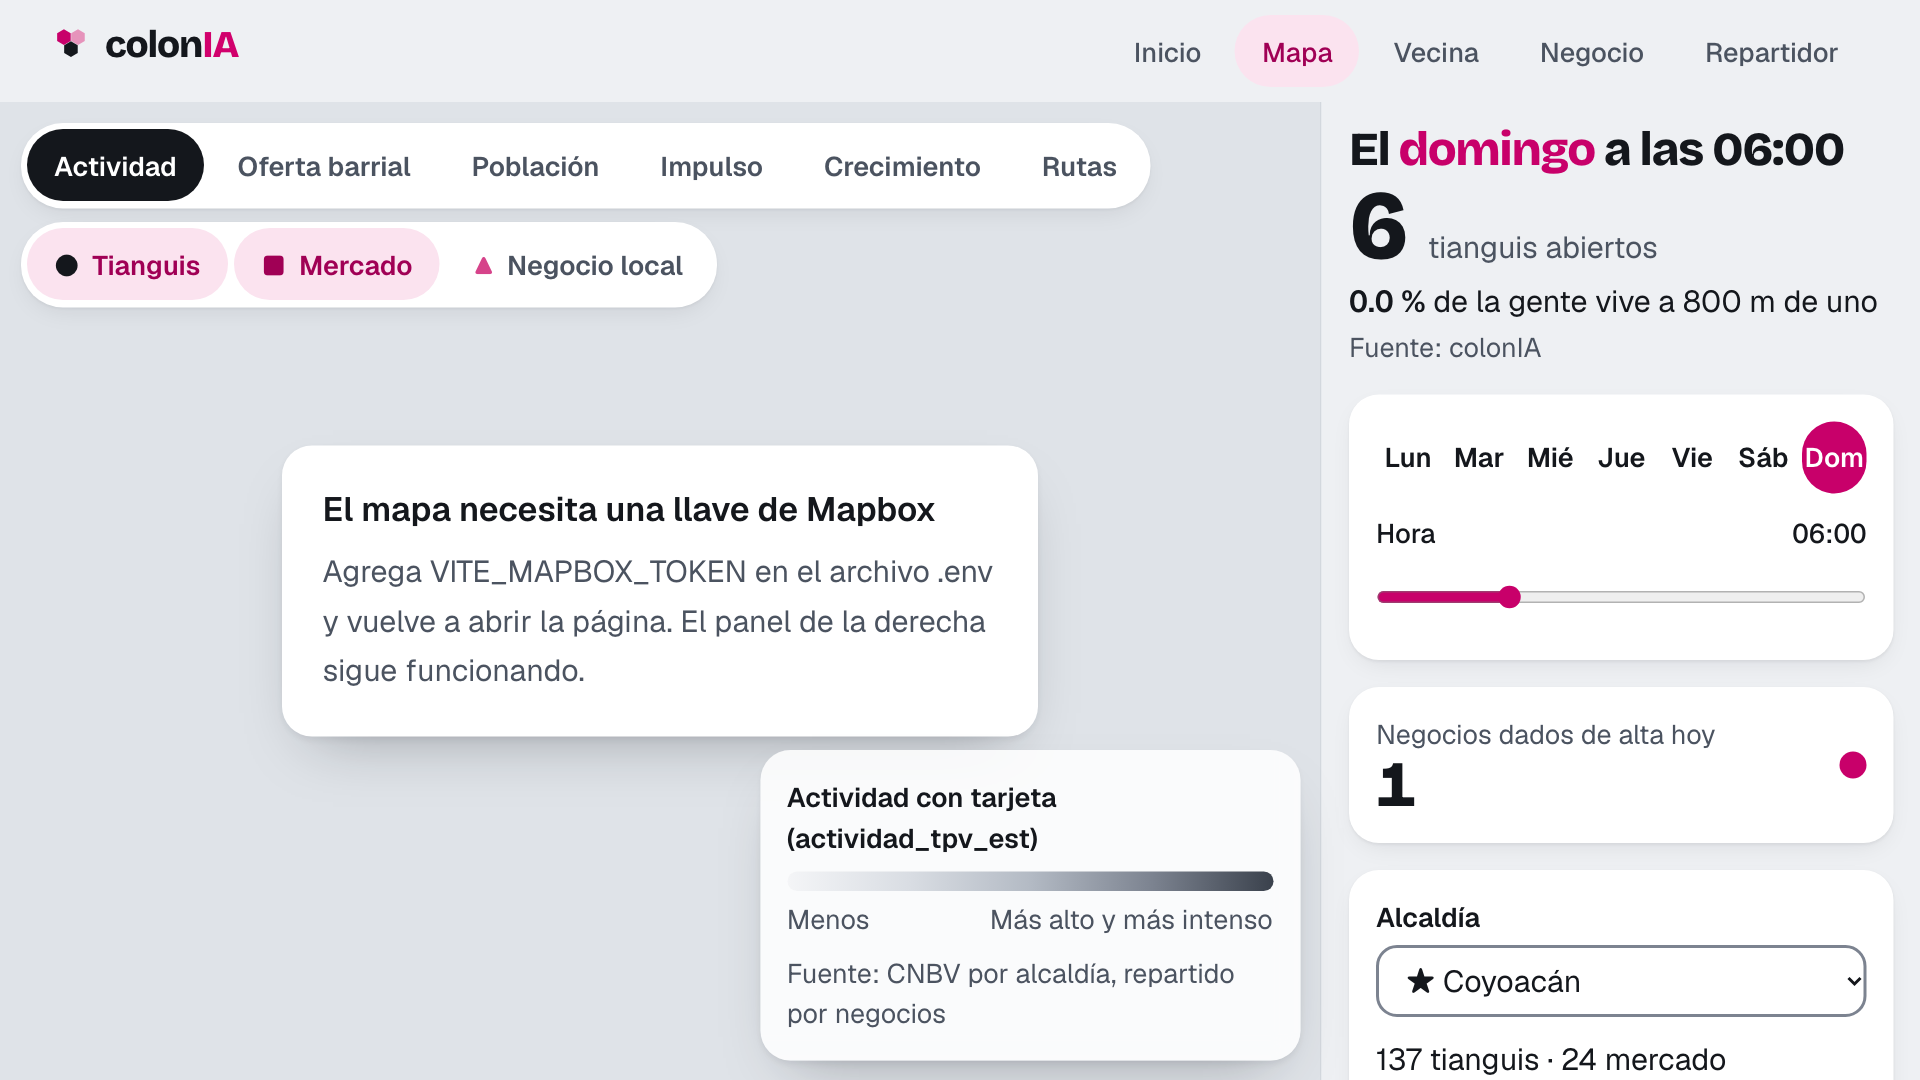 colonIA
Inicio
Mapa
Vecina
Negocio
Repartidor
Actividad
Oferta barrial
Población
Impulso
Crecimiento
Rutas
Tianguis
Mercado
Negocio local
El mapa necesita una llave de Mapbox
Agrega VITE_MAPBOX_TOKEN en el archivo .env
y vuelve a abrir la página. El panel de la derecha
sigue funcionando.
Actividad con tarjeta
(actividad_tpv_est)
Menos
Más alto y más intenso
Fuente: CNBV por alcaldía, repartido
por negocios
El domingo a las 06:00
6 tianguis abiertos
0.0 % de la gente vive a 800 m de uno
Fuente: colonIA
Lun Mar Mié Jue Vie Sáb Dom
Hora 06:00
Negocios dados de alta hoy
1
Alcaldía
★ Coyoacán
137 tianguis · 24 mercado